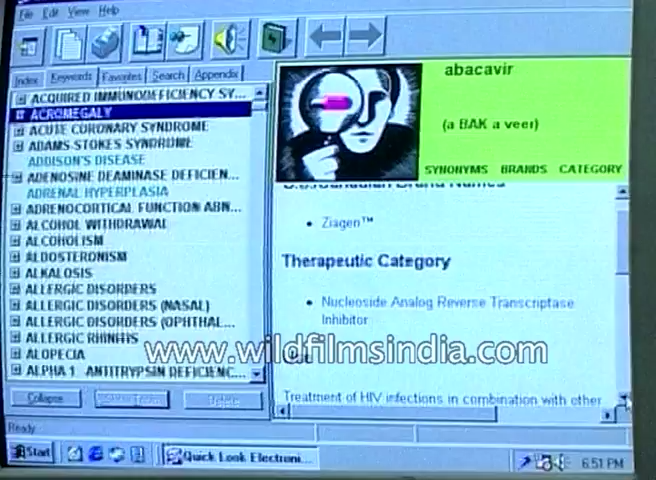 File Edit View Help
Index Keywords Favorites Search Appendix
ACQUIRED IMMUNODEFICIENCY SY...
ACROMEGALY
ACUTE CORONARY SYNDROME
ADAMS-STOKES SYNDROME
ADDISON'S DISEASE
ADENOSINE DEAMINASE DEFICIEN...
ADRENAL HYPERPLASIA
ADRENOCORTICAL FUNCTION ABN...
ALCOHOL WITHDRAWAL
ALCOHOLISM
ALDOSTERONISM
ALKALOSIS
ALLERGIC DISORDERS
ALLERGIC DISORDERS (NASAL)
ALLERGIC DISORDERS (OPHTHAL...
ALLERGIC RHINITIS
ALOPECIA
ALPHA 1 ANTITRYPSIN DEFICIENC...
Collapse
Delete
abacavir
(a BAK a veer)
SYNONYMS BRANDS CATEGORY
U.S./Canadian Brand Names
• Ziagen™
Therapeutic Category
• Nucleoside Analog Reverse Transcriptase
Inhibitor
www.wildfilmsindia.com
Treatment of HIV infections in combination with other
Ready
Start
Quick Look Electroni...
6:51 PM